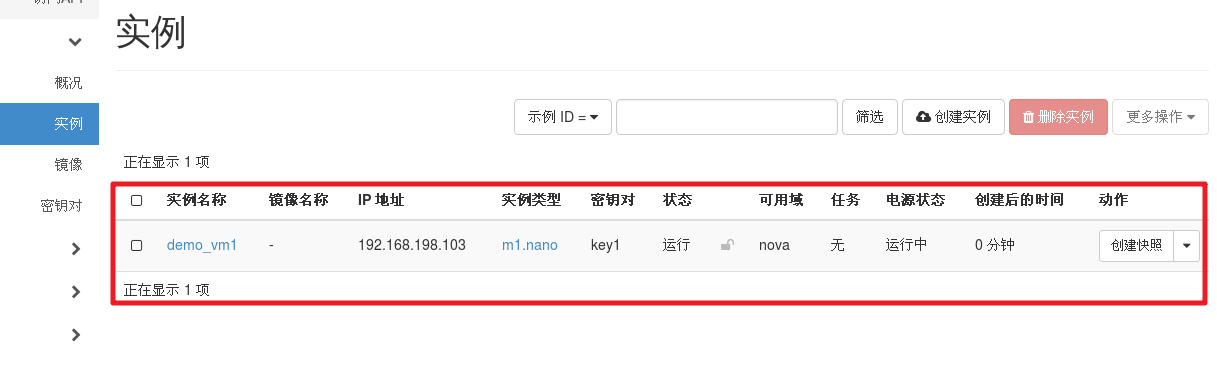 访问API
实例
概况
实例
镜像
密钥对
示例 ID = 筛选 创建实例 删除实例 更多操作
正在显示 1 项
实例名称 镜像名称 IP 地址 实例类型 密钥对 状态 可用域 任务 电源状态 创建后的时间 动作
demo_vm1 - 192.168.198.103 m1.nano key1 运行 nova 无 运行中 0 分钟 创建快照
正在显示 1 项